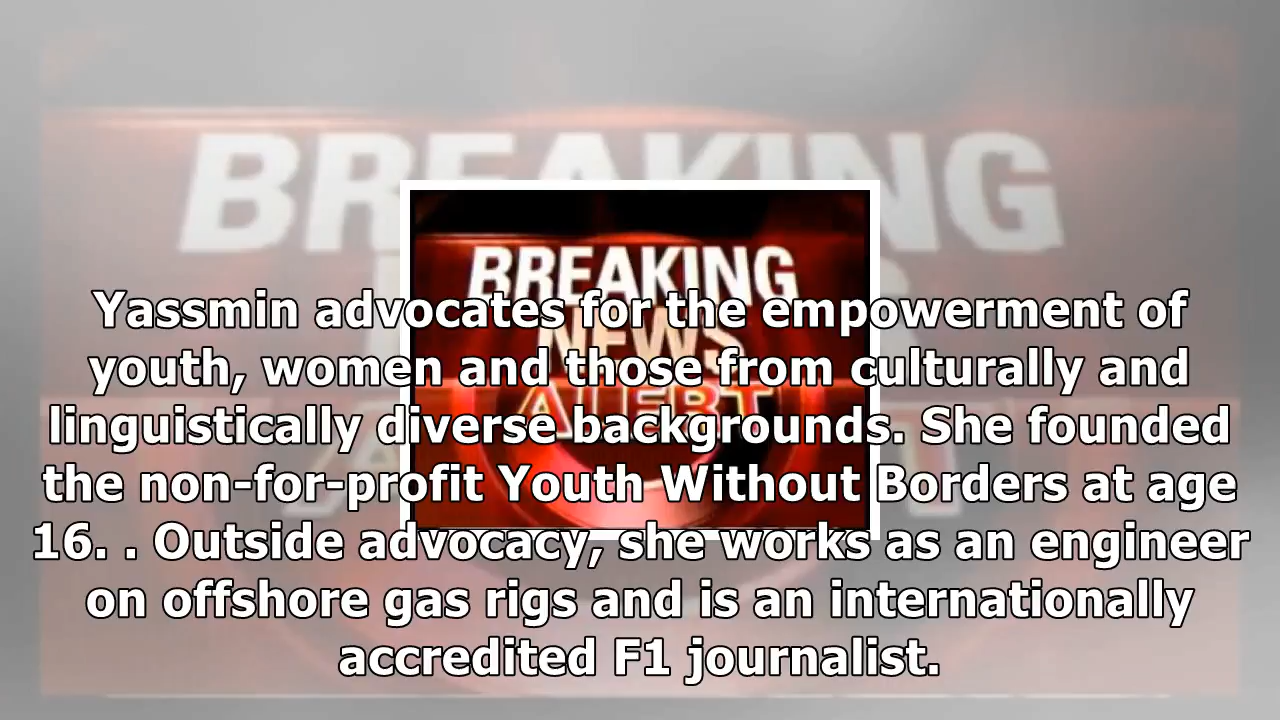 BREAKING
BREAKING
NEWS
ALERT
Yassmin advocates for the empowerment of
youth, women and those from culturally and
linguistically diverse backgrounds. She founded
the non-for-profit Youth Without Borders at age
16. . Outside advocacy, she works as an engineer
on offshore gas rigs and is an internationally
accredited F1 journalist.